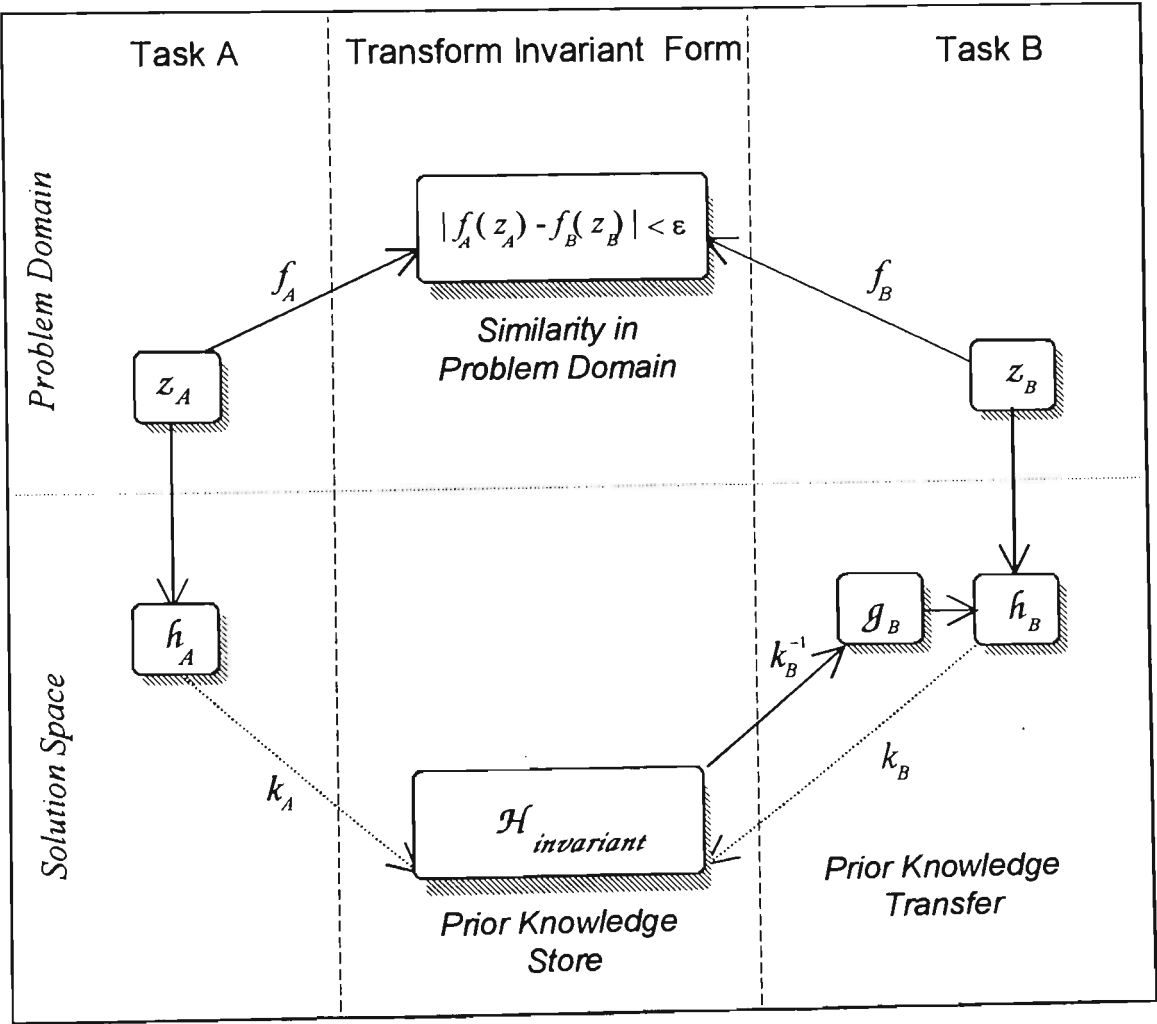 Task A
Transform Invariant Form
Task B
Problem Domain
| f_A(z_A) - f_B(z_B) | < ε
f_A
f_B
Similarity in
Problem Domain
z_A
z_B
Solution Space
h_A
g_B
h_B
k_B^{-1}
k_A
k_B
ℋ_invariant
Prior Knowledge
Store
Prior Knowledge
Transfer